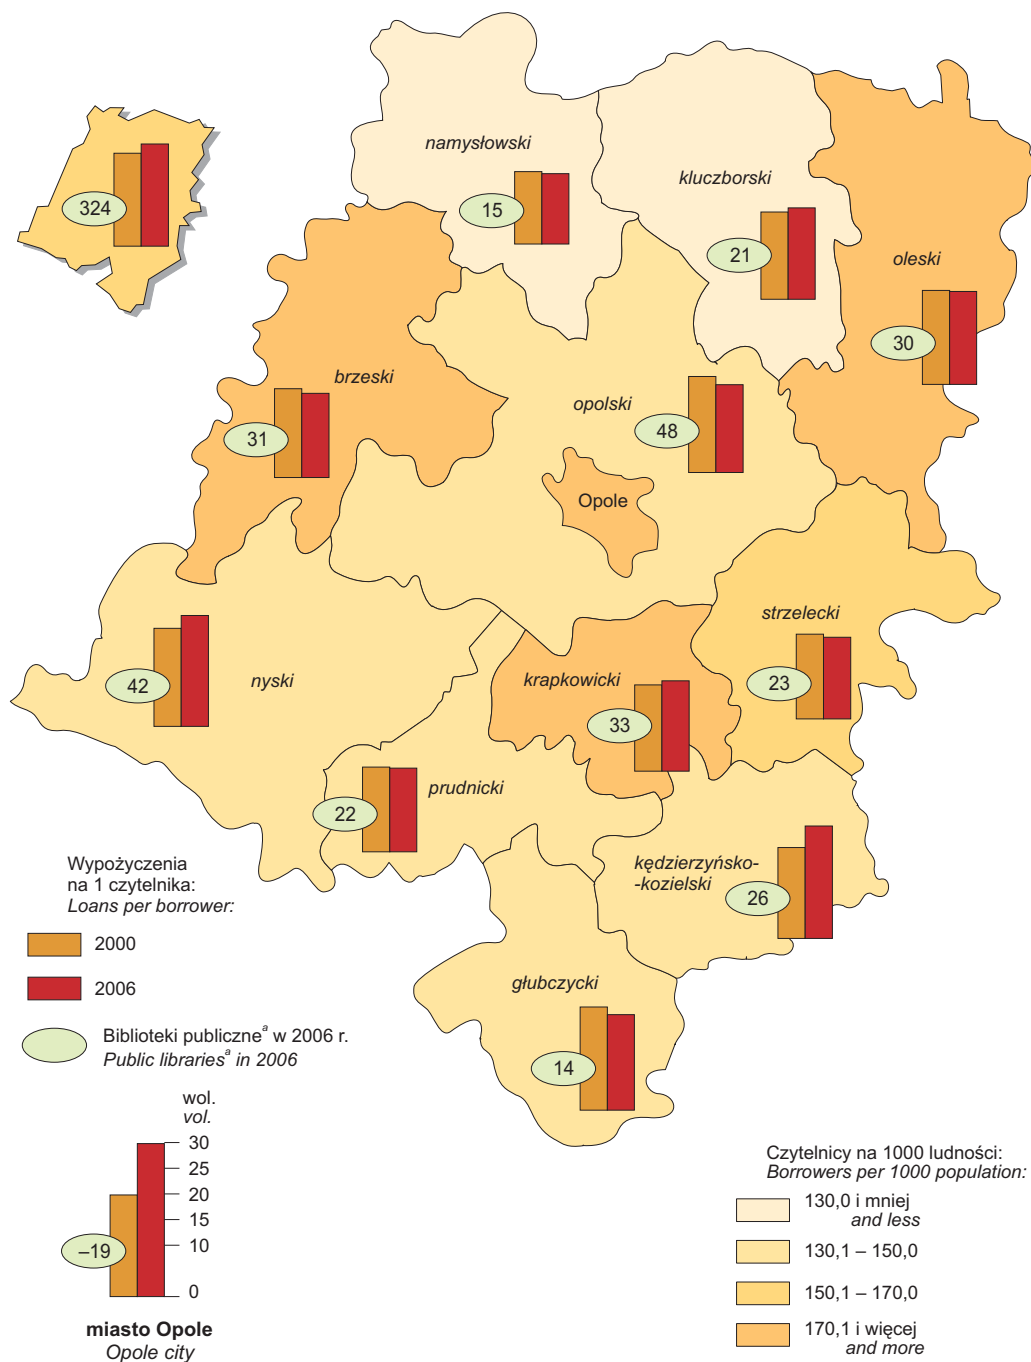 324
namysłowski
15
kluczborski
21
oleski
30
brzeski
31
opolski
48
Opole
strzelecki
23
nyski
42
krapkowicki
33
prudnicki
22
kędzierzyńsko-
-kozielski
26
głubczycki
14
Wypożyczenia
na 1 czytelnika:
Loans per borrower:
2000
2006
Biblioteki publiczneᵃ w 2006 r.
Public librariesᵃ in 2006
wol.
vol.
30
25
20
15
10
0
–19
miasto Opole
Opole city
Czytelnicy na 1000 ludności:
Borrowers per 1000 population:
130,0 i mniej
and less
130,1 – 150,0
150,1 – 170,0
170,1 i więcej
and more